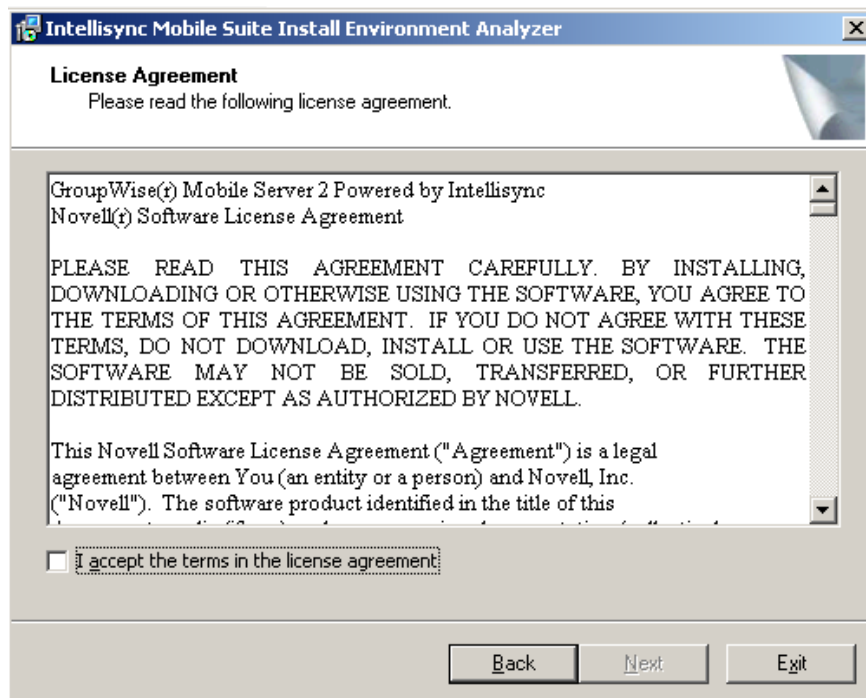 Intellisync Mobile Suite Install Environment Analyzer
License Agreement
Please read the following license agreement.
GroupWise(r) Mobile Server 2 Powered by Intellisync
Novell(r) Software License Agreement
PLEASE READ THIS AGREEMENT CAREFULLY. BY INSTALLING,
DOWNLOADING OR OTHERWISE USING THE SOFTWARE, YOU AGREE TO
THE TERMS OF THIS AGREEMENT. IF YOU DO NOT AGREE WITH THESE
TERMS, DO NOT DOWNLOAD, INSTALL OR USE THE SOFTWARE. THE
SOFTWARE MAY NOT BE SOLD, TRANSFERRED, OR FURTHER
DISTRIBUTED EXCEPT AS AUTHORIZED BY NOVELL.
This Novell Software License Agreement ("Agreement") is a legal
agreement between You (an entity or a person) and Novell, Inc.
("Novell"). The software product identified in the title of this
I accept the terms in the license agreement
Back Next Exit